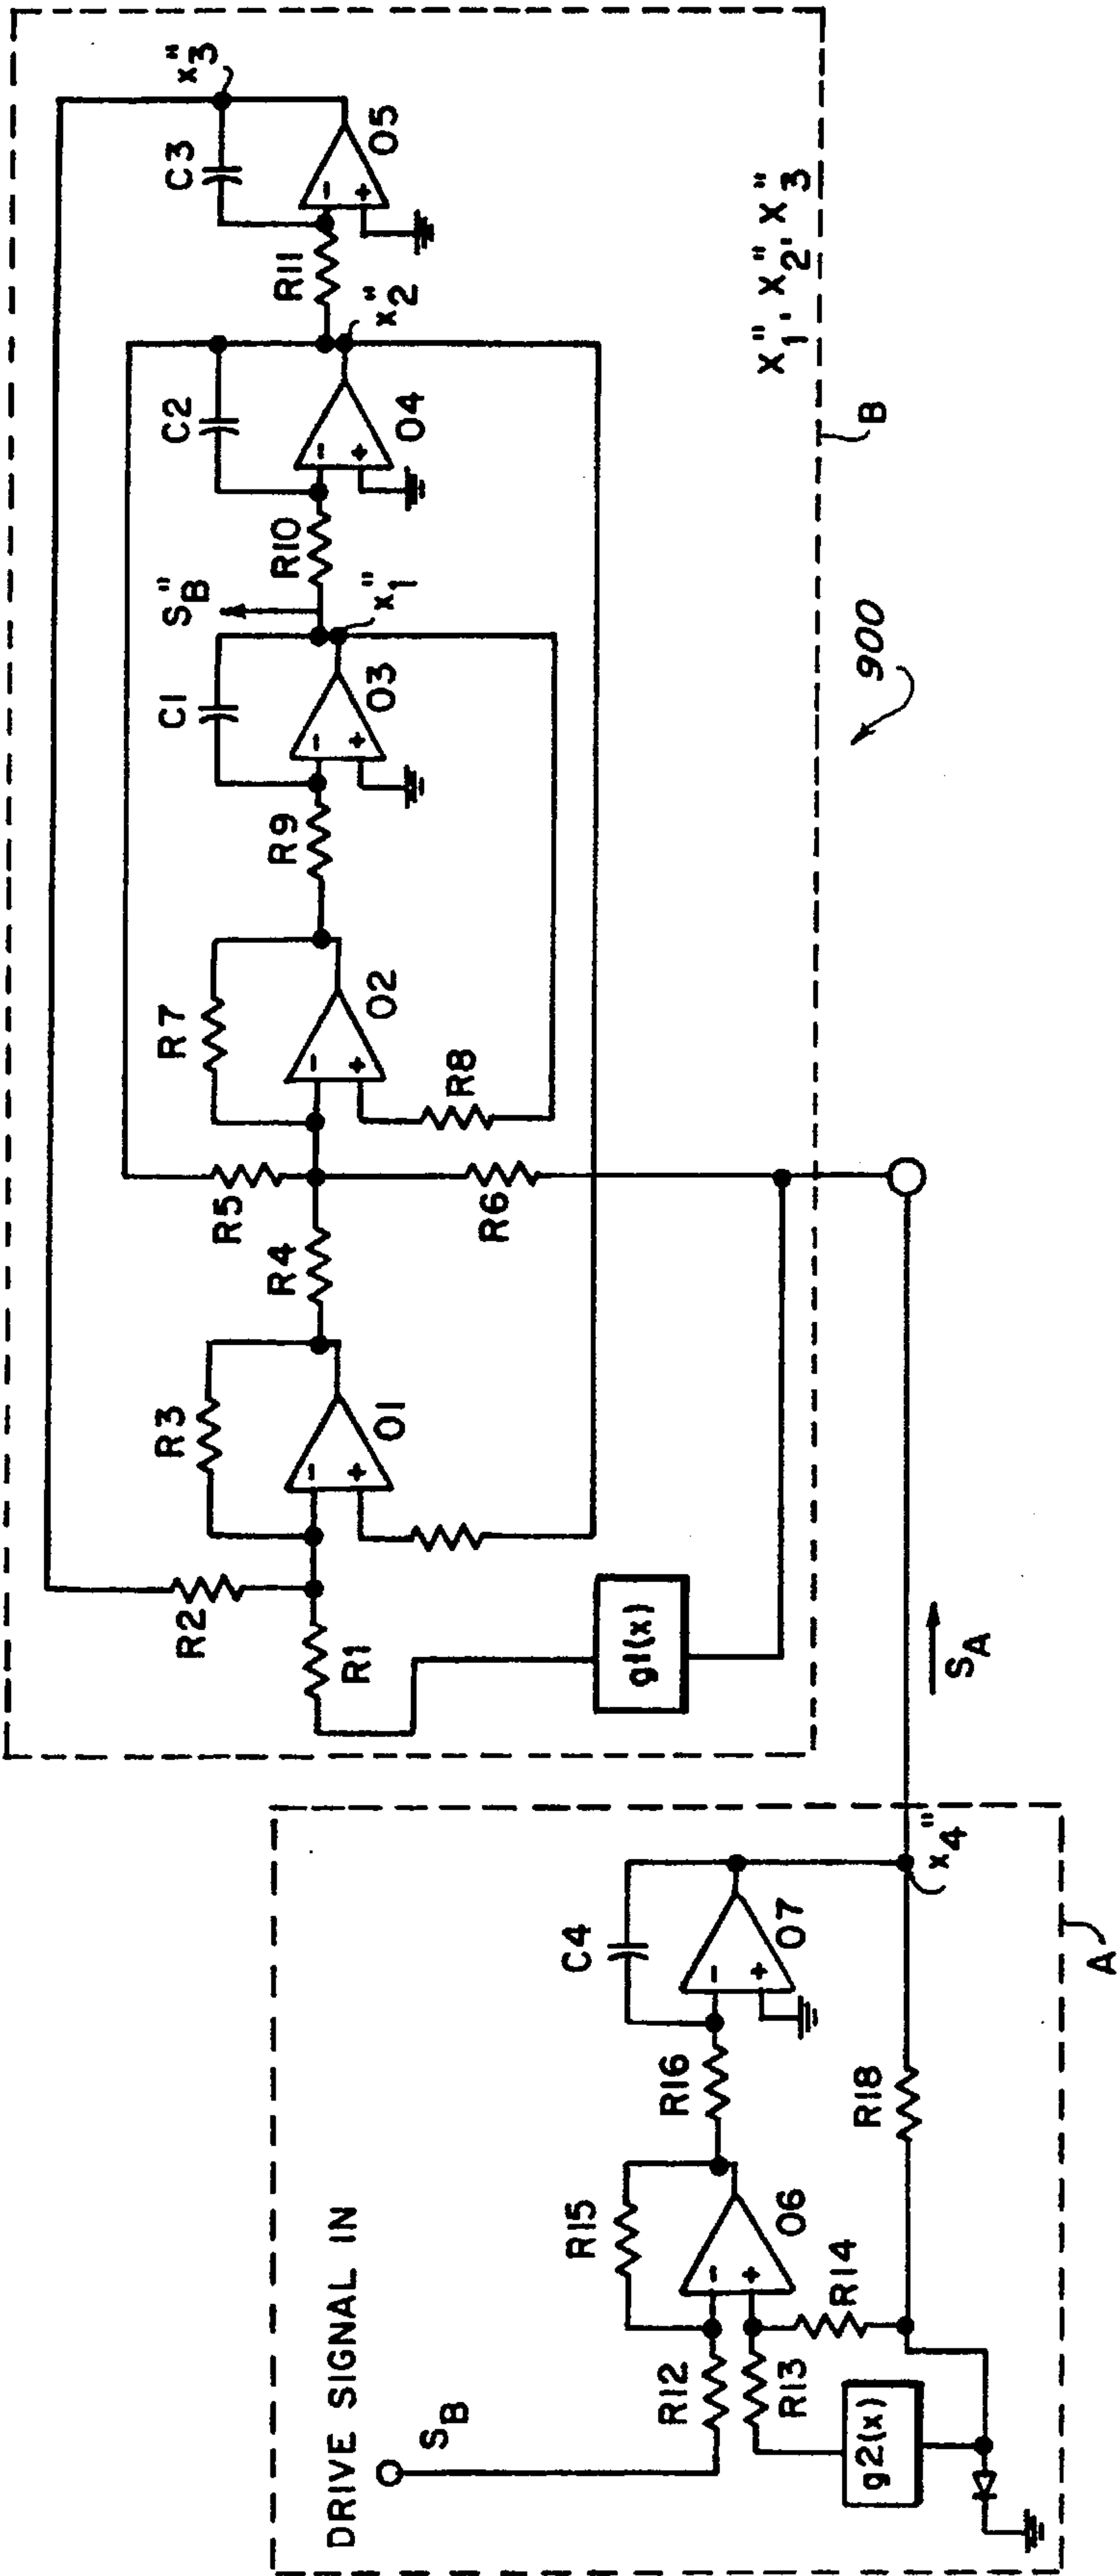 x"3
C3
O5
R11
x"2
C2
O4
R10
S"B
x"1
C1
O3
R9
R7
O2
R8
R5
R6
R4
R3
O1
R2
R1
g1(x)
x"1, x"2, x"3
B
900
SA
x"4
A
C4
O7
R16
R18
R15
O6
R14
R12
R13
g2(x)
SB
DRIVE SIGNAL IN